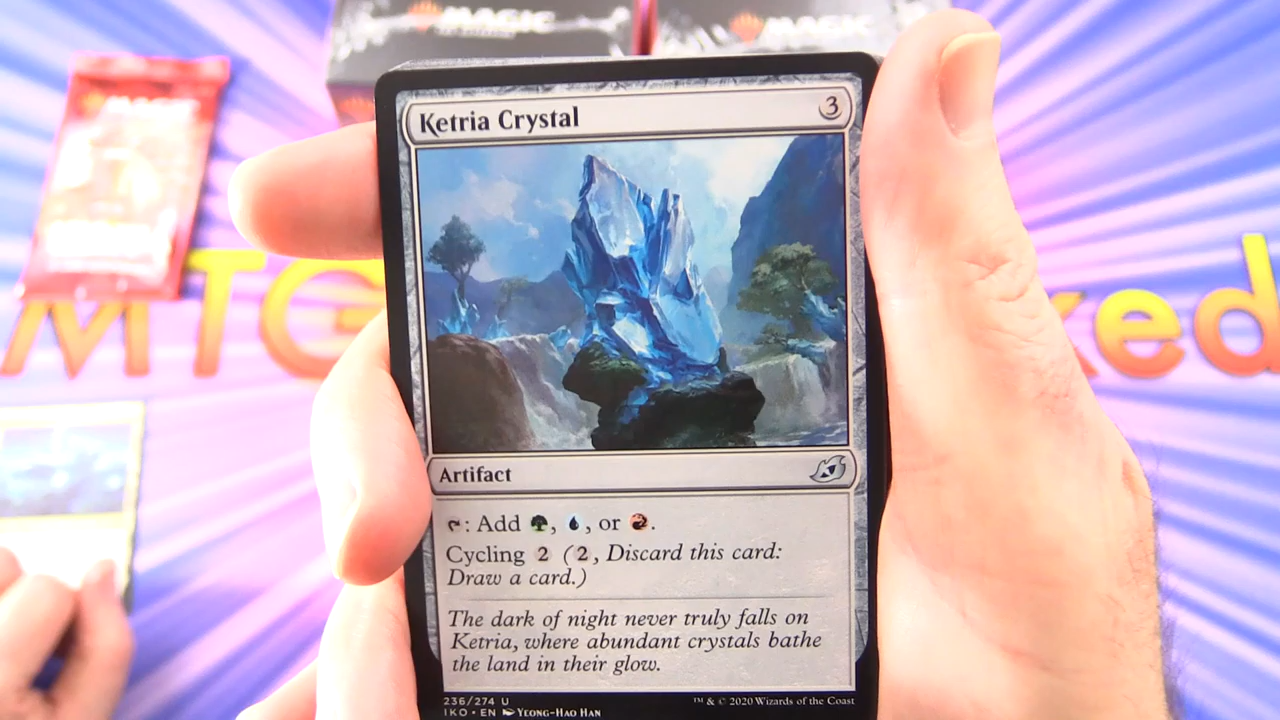 MAGIC
MAGIC
MAGIC
MTG
ked
Ketria Crystal
3
Artifact
: Add , , or .
Cycling 2 (2, Discard this card:
Draw a card.)
The dark of night never truly falls on
Ketria, where abundant crystals bathe
the land in their glow.
236/274 U
IKO • EN Yeong-Hao Han
™ & © 2020 Wizards of the Coast